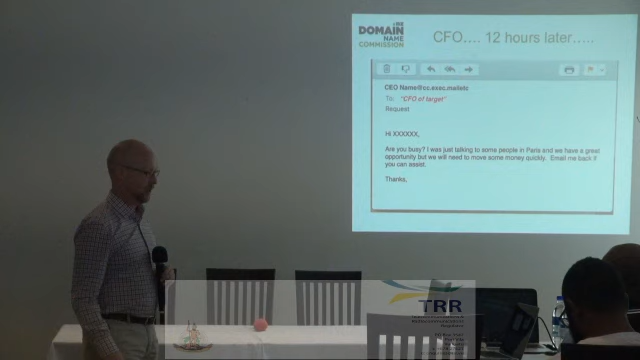 DOMAIN
NAME
COMMISSION
CFO…. 12 hours later…..
CEO Name@cc.exec.mailetc
To: "CFO of target"
Request
Hi XXXXXX,
Are you busy? I was just talking to some people in Paris and we have a great
opportunity but we will need to move some money quickly. Email me back if
you can assist.
Thanks,
TRR